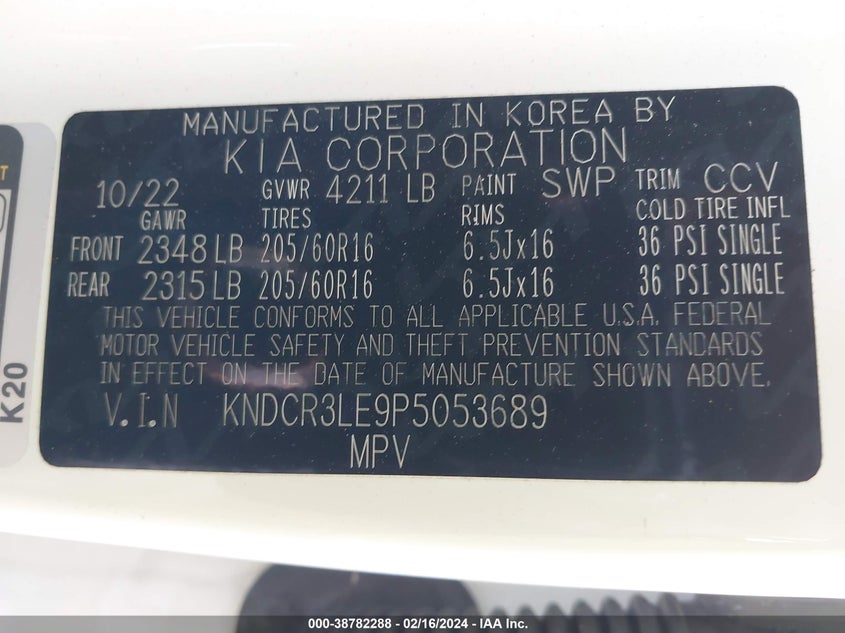 MANUFACTURED IN KOREA BY
KIA CORPORATION
10/22 GVWR 4211 LB PAINT SWP TRIM CCV
GAWR TIRES RIMS COLD TIRE INFL
FRONT 2348 LB 205/60R16 6.5Jx16 36 PSI SINGLE
REAR 2315 LB 205/60R16 6.5Jx16 36 PSI SINGLE
THIS VEHICLE CONFORMS TO ALL APPLICABLE U.S.A. FEDERAL
MOTOR VEHICLE SAFETY AND THEFT PREVENTION STANDARDS
IN EFFECT ON THE DATE OF MANUFACTURE SHOWN ABOVE.
V.I.N KNDCR3LE9P5053689
MPV
K20
000-38782288 - 02/16/2024 - IAA Inc.